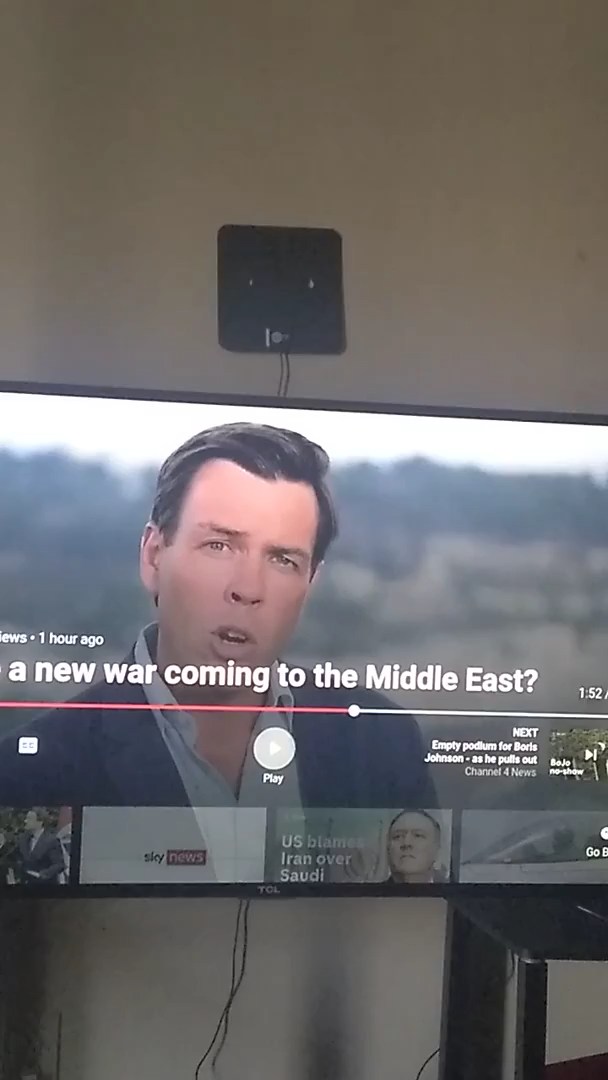 iews • 1 hour ago
a new war coming to the Middle East?
1:52 /
CC
Play
NEXT
Empty podium for Boris
Johnson - as he pulls out
Channel 4 News
BoJo
no-show
sky news
US blames
Iran over
Saudi
Go B
TCL